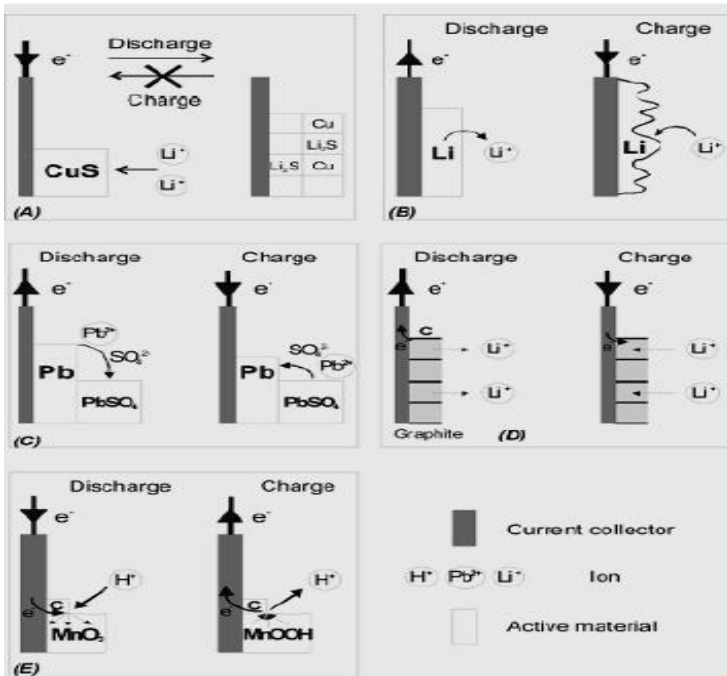 e⁻
Discharge
Charge
CuS
Li⁺
Li⁺
Cu
Li₂S
Li₂S Cu
(A)
Discharge Charge
e⁻ e⁻
Li Li⁺ Li Li⁺
(B)
Discharge Charge
e⁻ e⁻
Pb²⁺ SO₄²⁻ SO₄²⁻ Pb²⁺
Pb Pb
PbSO₄ PbSO₄
(C)
Discharge Charge
e⁻ e⁻
C
e Li⁺ e Li⁺
Li⁺ Li⁺
Graphite (D)
Discharge Charge
e⁻ e⁻
H⁺ H⁺
e⁻ C e⁻ C
MnO₂ MnOOH
(E)
Current collector
H⁺ Pb²⁺ Li⁺ Ion
Active material